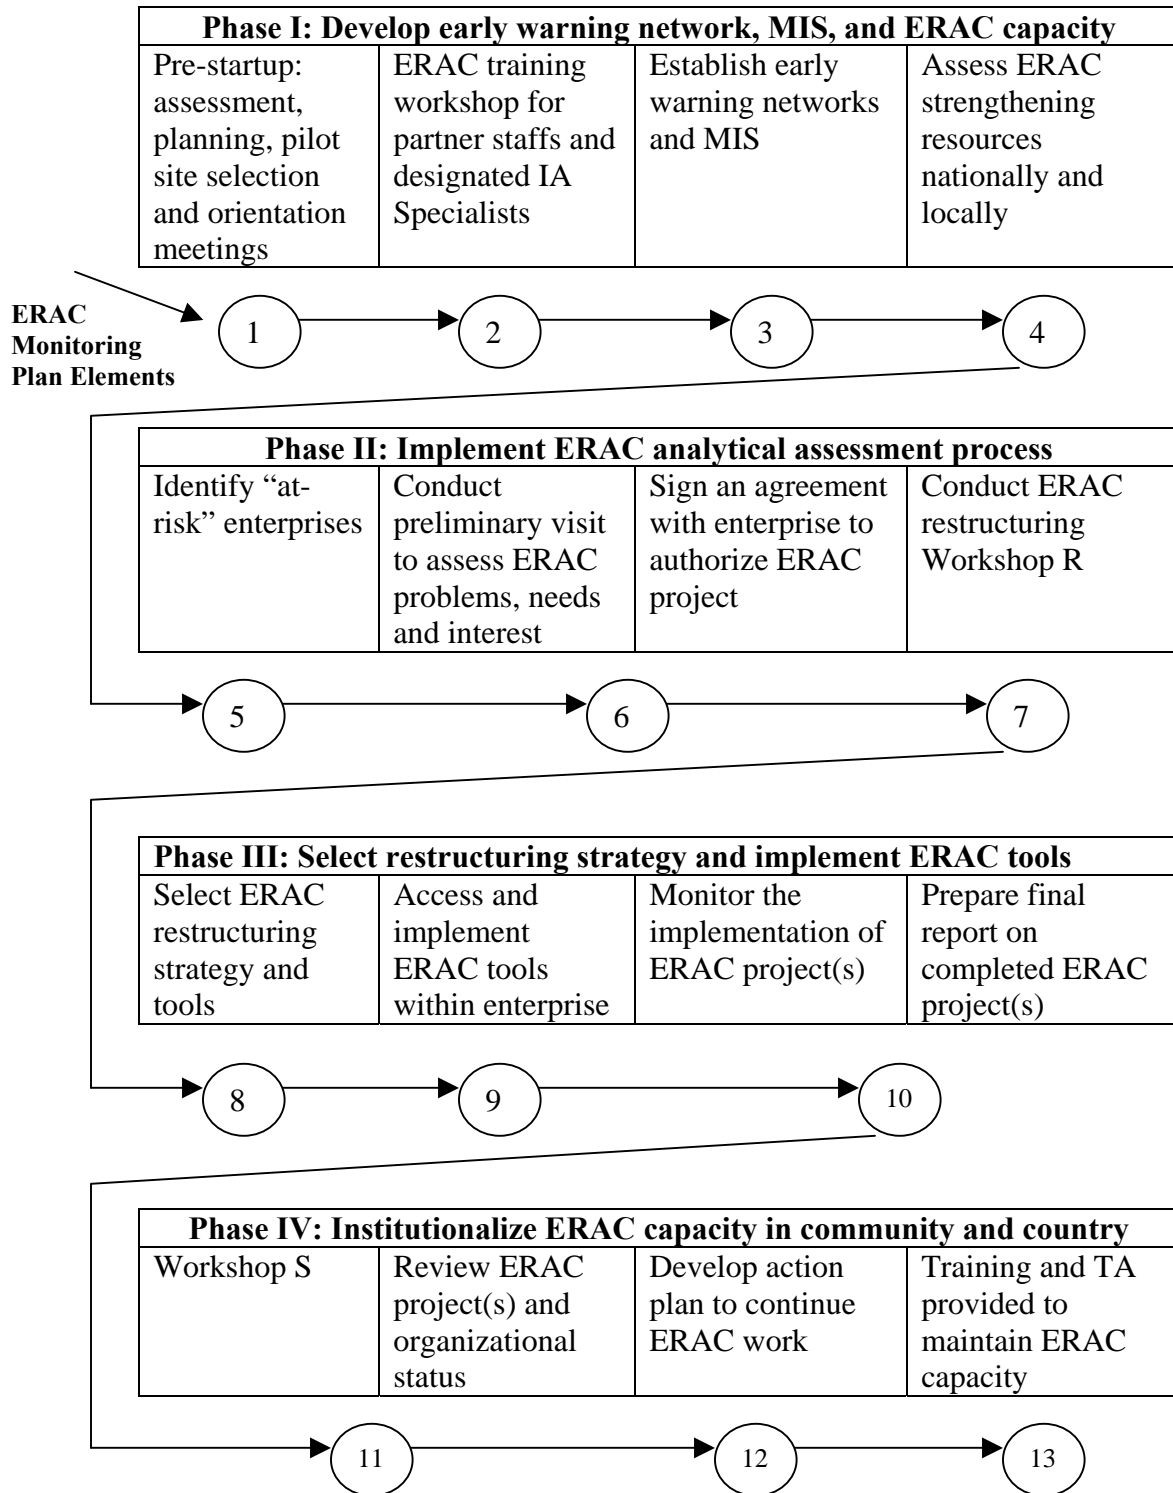 Phase I: Develop early warning network, MIS, and ERAC capacity
Pre-startup:
assessment,
planning, pilot
site selection
and orientation
meetings
ERAC training
workshop for
partner staffs and
designated IA
Specialists
Establish early
warning networks
and MIS
Assess ERAC
strengthening
resources
nationally and
locally
ERAC
Monitoring
Plan Elements
1
2
3
4
Phase II: Implement ERAC analytical assessment process
Identify “at-
risk” enterprises
Conduct
preliminary visit
to assess ERAC
problems, needs
and interest
Sign an agreement
with enterprise to
authorize ERAC
project
Conduct ERAC
restructuring
Workshop R
5
6
7
Phase III: Select restructuring strategy and implement ERAC tools
Select ERAC
restructuring
strategy and
tools
Access and
implement
ERAC tools
within enterprise
Monitor the
implementation of
ERAC project(s)
Prepare final
report on
completed ERAC
project(s)
8
9
10
Phase IV: Institutionalize ERAC capacity in community and country
Workshop S
Review ERAC
project(s) and
organizational
status
Develop action
plan to continue
ERAC work
Training and TA
provided to
maintain ERAC
capacity
11
12
13